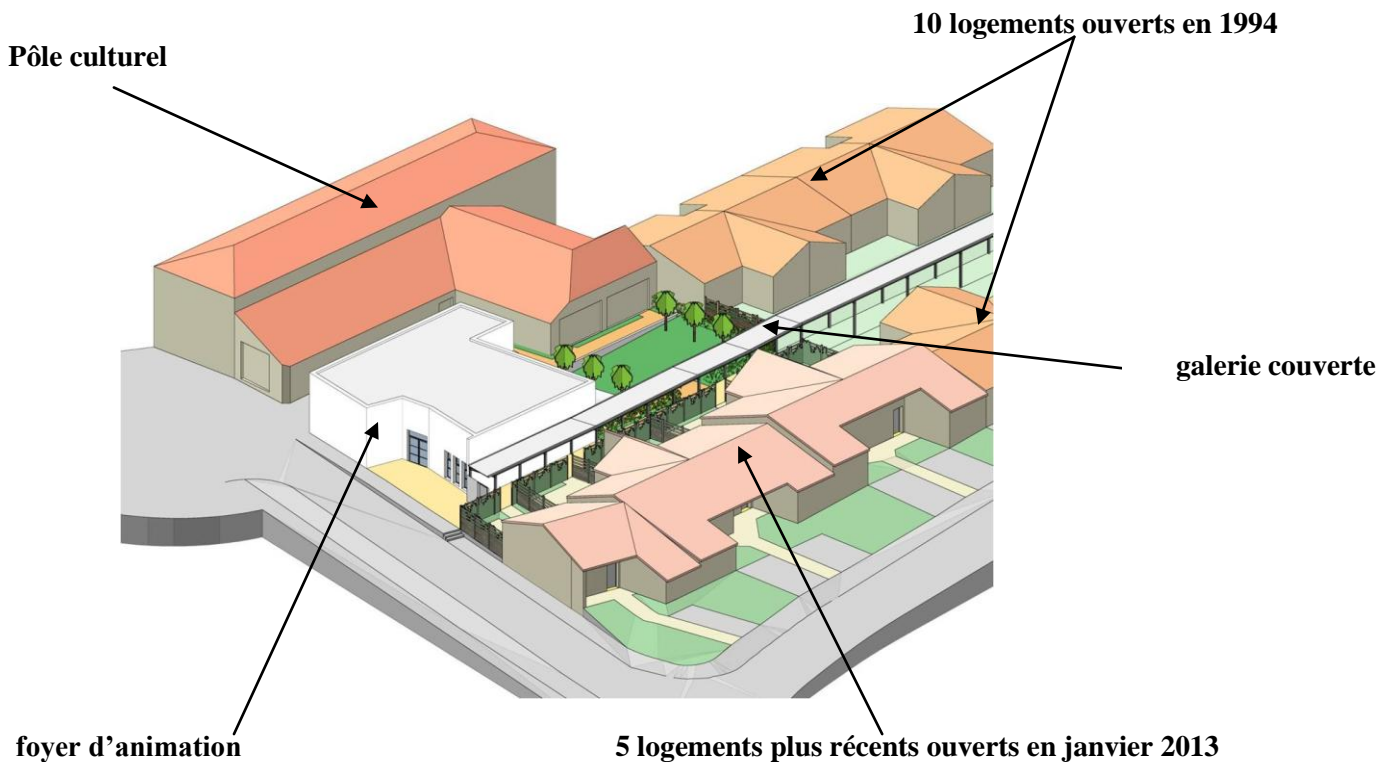 10 logements ouverts en 1994
Pôle culturel
galerie couverte
foyer d’animation
5 logements plus récents ouverts en janvier 2013